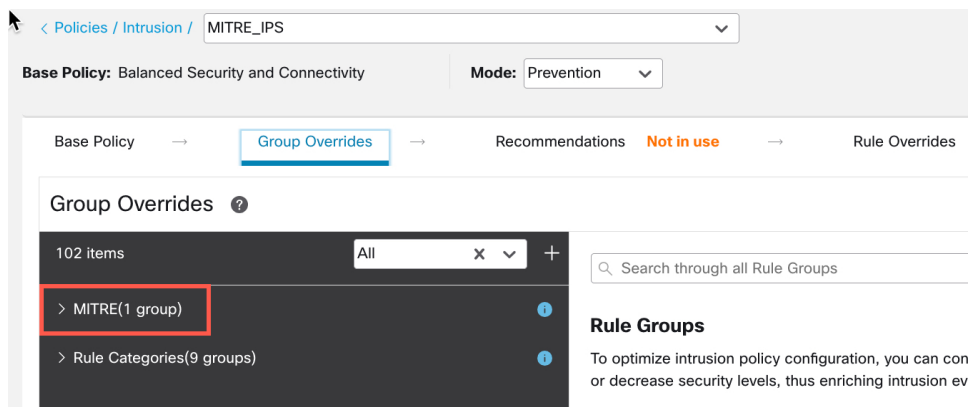 < Policies / Intrusion / MITRE_IPS
Base Policy: Balanced Security and Connectivity Mode: Prevention
Base Policy → Group Overrides → Recommendations Not in use → Rule Overrides
Group Overrides ?
102 items All X +
> MITRE(1 group) i
Search through all Rule Groups
Rule Groups
> Rule Categories(9 groups) i
To optimize intrusion policy configuration, you can con
or decrease security levels, thus enriching intrusion ev